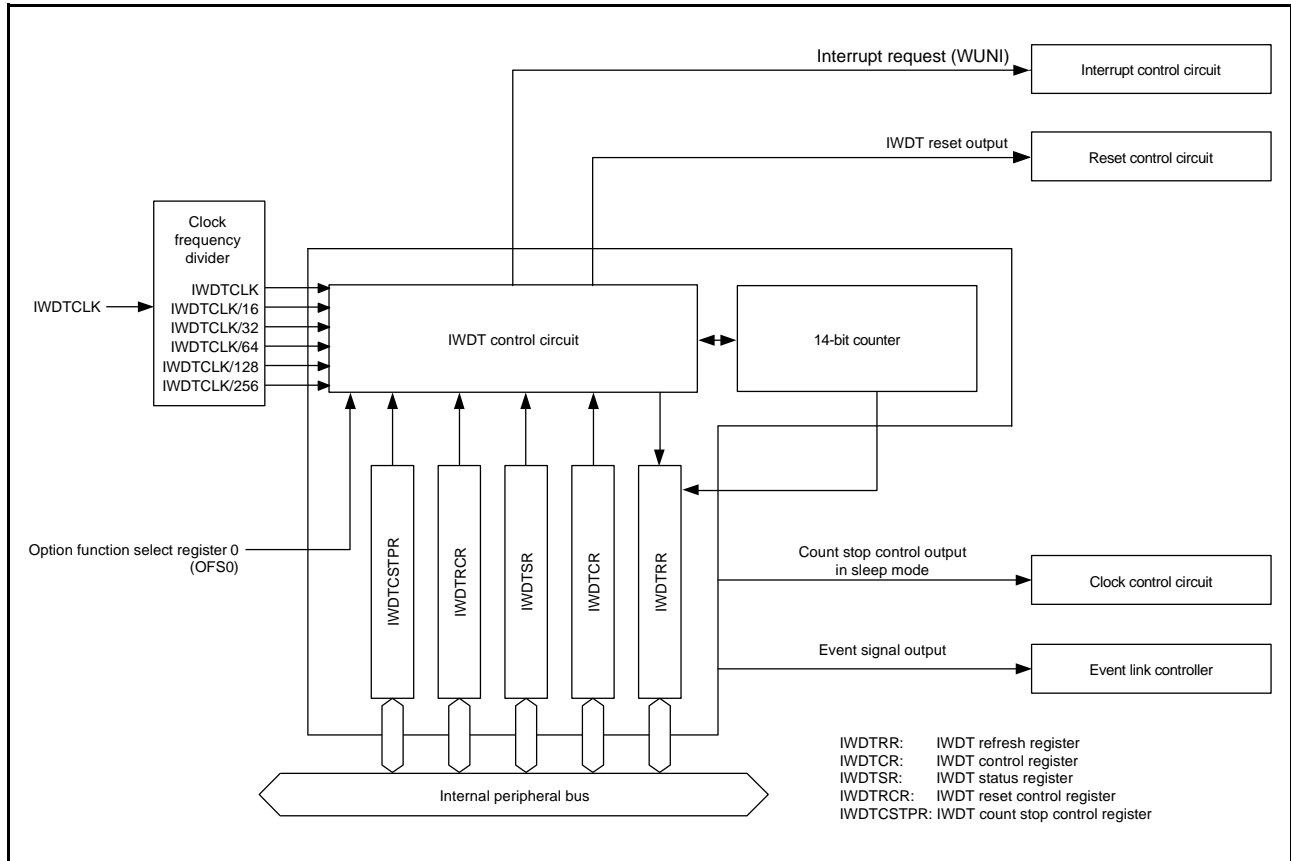 Interrupt request (WUNI)
Interrupt control circuit
IWDT reset output
Reset control circuit
Clock
frequency
divider
IWDTCLK
IWDTCLK
IWDTCLK/16
IWDTCLK/32
IWDTCLK/64
IWDTCLK/128
IWDTCLK/256
IWDT control circuit
14-bit counter
Option function select register 0
(OFS0)
IWDTCSTPR
IWDTRCR
IWDTSR
IWDTCR
IWDTRR
Count stop control output
in sleep mode
Clock control circuit
Event signal output
Event link controller
Internal peripheral bus
IWDTRR: IWDT refresh register
IWDTCR: IWDT control register
IWDTSR: IWDT status register
IWDTRCR: IWDT reset control register
IWDTCSTPR: IWDT count stop control register